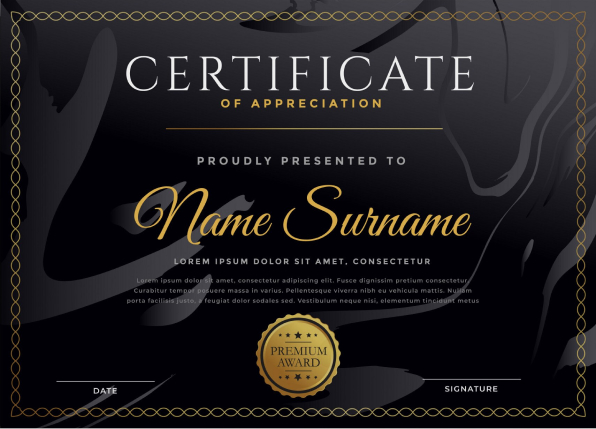 CERTIFICATE
OF APPRECIATION
PROUDLY PRESENTED TO
Name Surname
LOREM IPSUM DOLOR SIT AMET, CONSECTETUR
Lorem ipsum dolor sit amet, consectetur adipiscing elit. Fusce dignissim pretium consectetur.
Curabitur tempor posuere massa in varius. Pellentesque viverra nibh eu vehicula mattis. Nullam
porta facilisis justo, a feugiat dolor sodales sed. Vestibulum neque nisi, elementum tincidunt metus
PREMIUM
AWARD
DATE
SIGNATURE